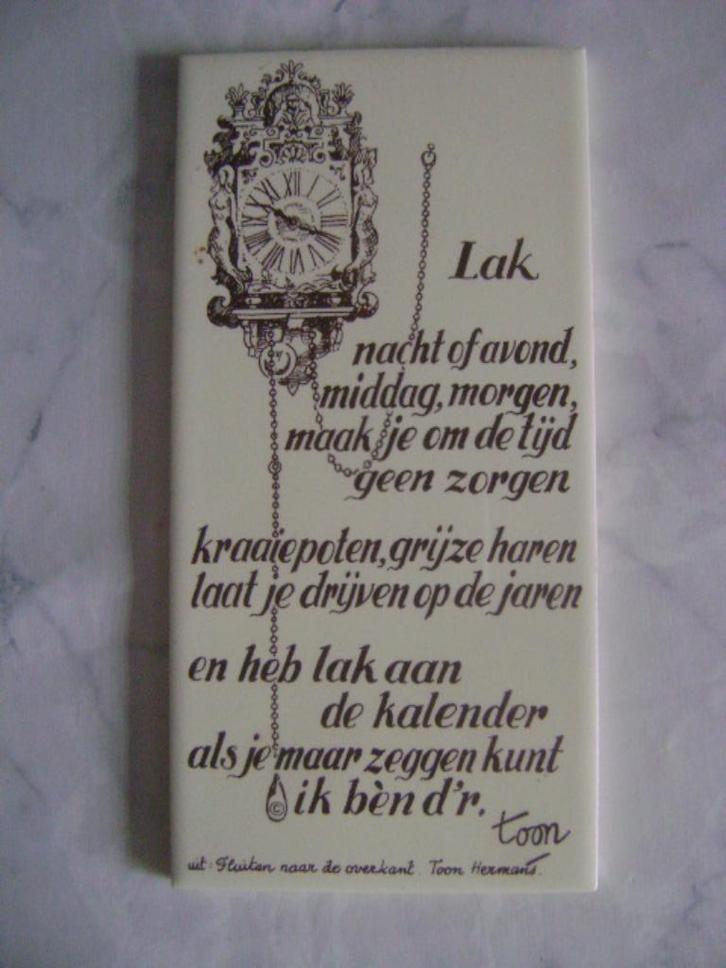 Lak
nacht of avond,
middag, morgen,
maak je om de tijd
geen zorgen
kraaiepoten, grijze haren
laat je drijven op de jaren
en heb lak aan
de kalender
als je maar zeggen kunt
ik bèn d'r.
toon
uit: Fluiten naar de overkant. Toon Hermans.